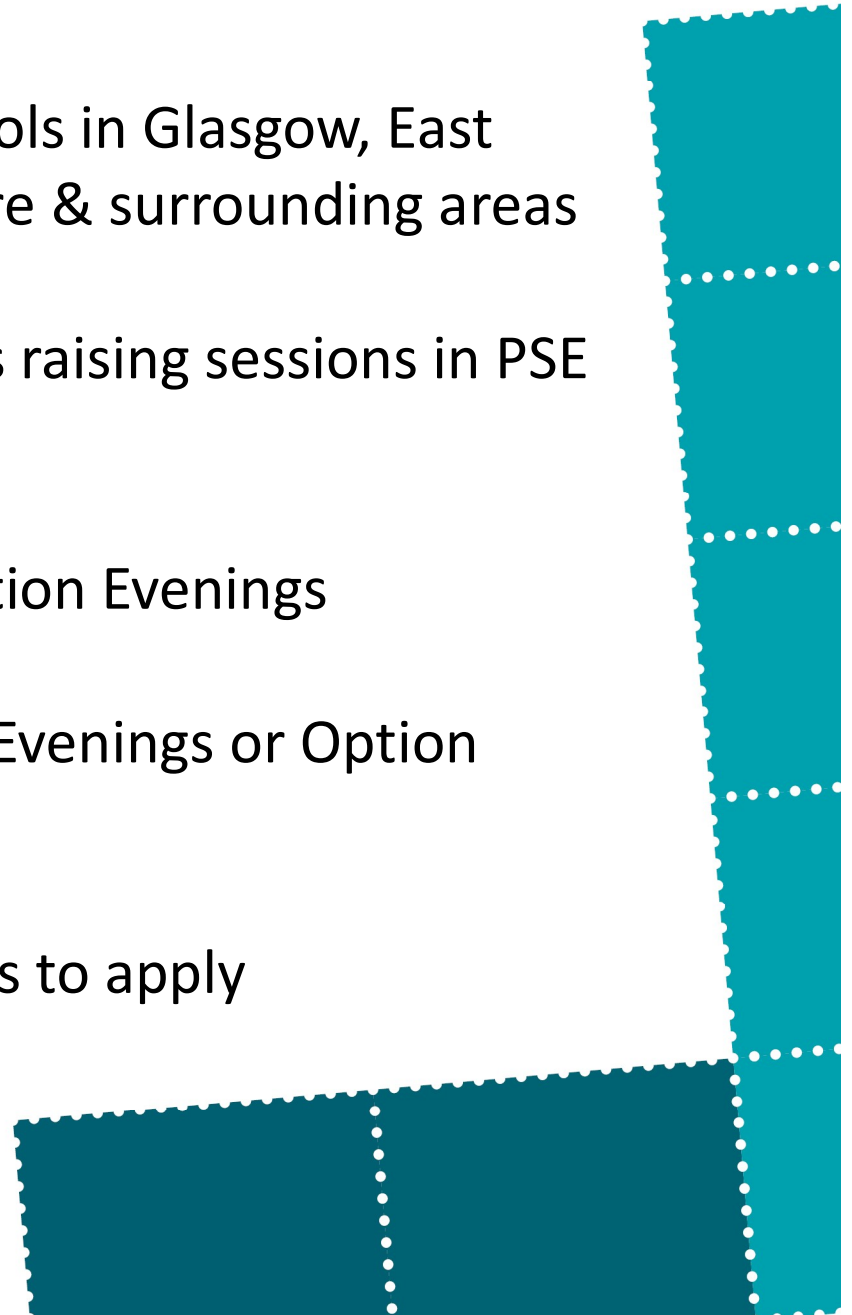 ols in Glasgow, East
re & surrounding areas
s raising sessions in PSE
tion Evenings
Evenings or Option
s to apply